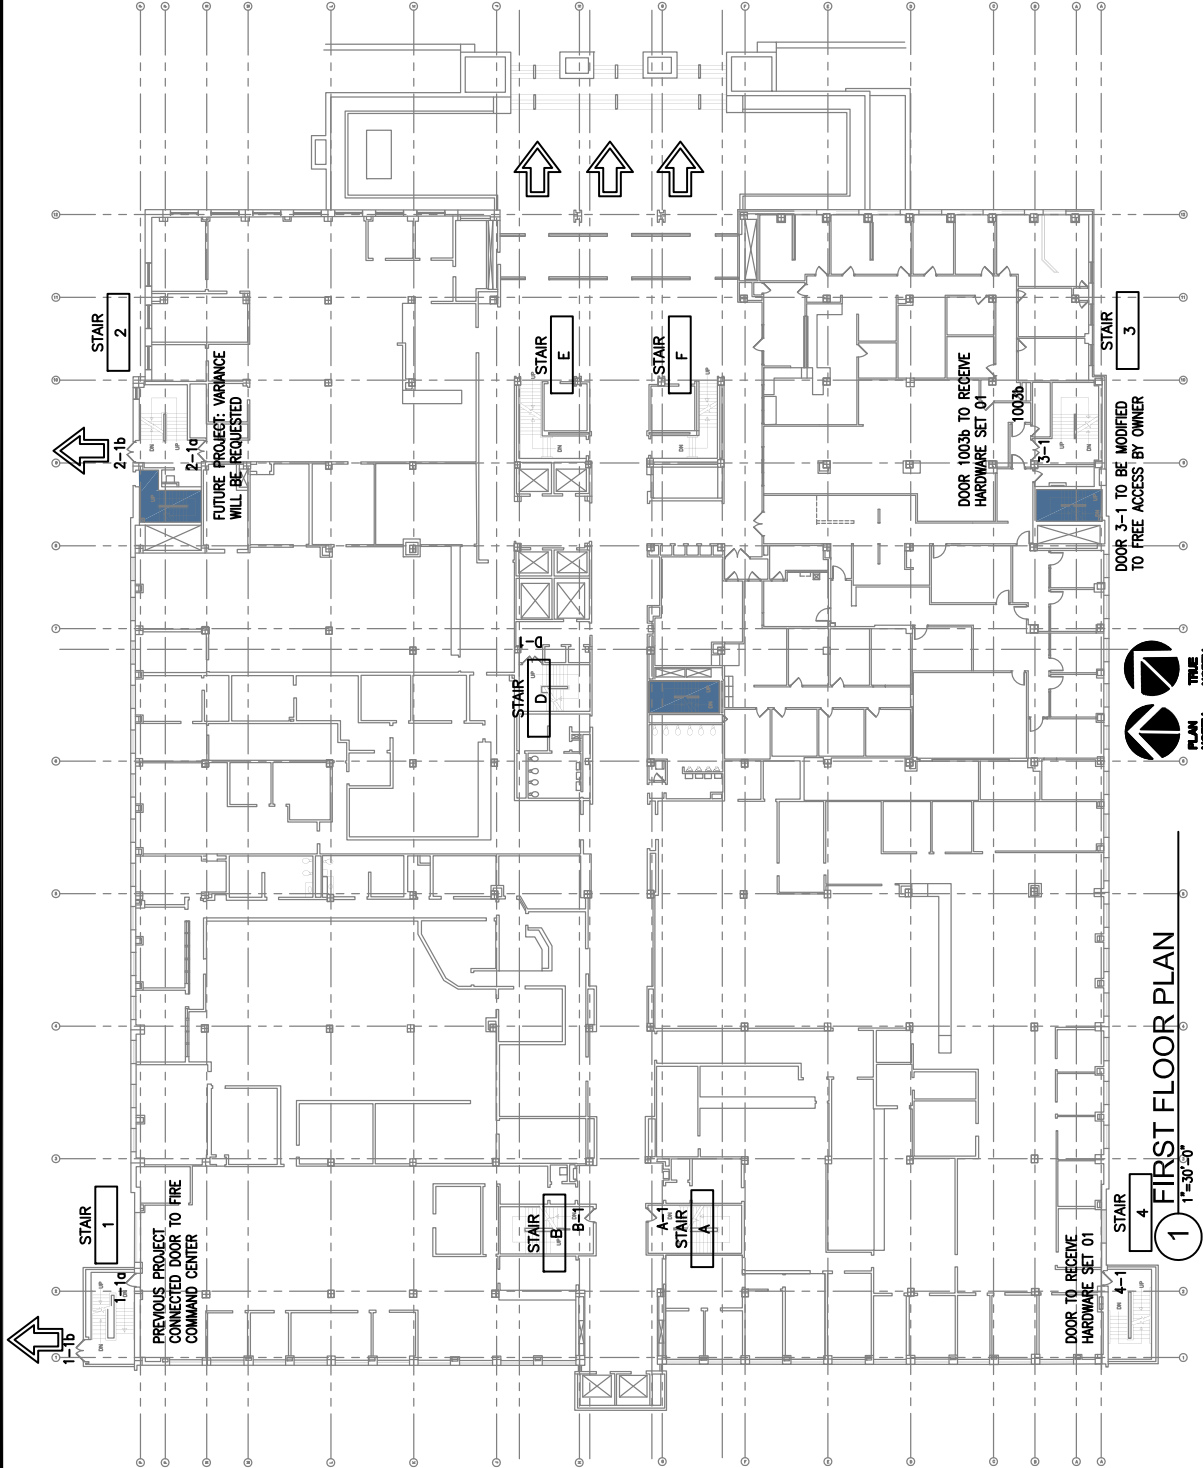 STAIR
2
2-1b
2-1a
FUTURE PROJECT: VARIANCE
WILL BE REQUESTED
STAIR
E
STAIR
F
STAIR
3
DOOR 1003b TO RECEIVE
HARDWARE SET 01
1003b
3-1
DOOR 3-1 TO BE MODIFIED
TO FREE ACCESS BY OWNER
D-1
STAIR
D
TRUE
PLAN
STAIR
1
1-1a
1-1b
PREVIOUS PROJECT
CONNECTED DOOR TO FIRE
COMMAND CENTER
STAIR
B
B-1
A-1
STAIR
A
STAIR
4
4-1
DOOR TO RECEIVE
HARDWARE SET 01
1
FIRST FLOOR PLAN
1"=30'-0"